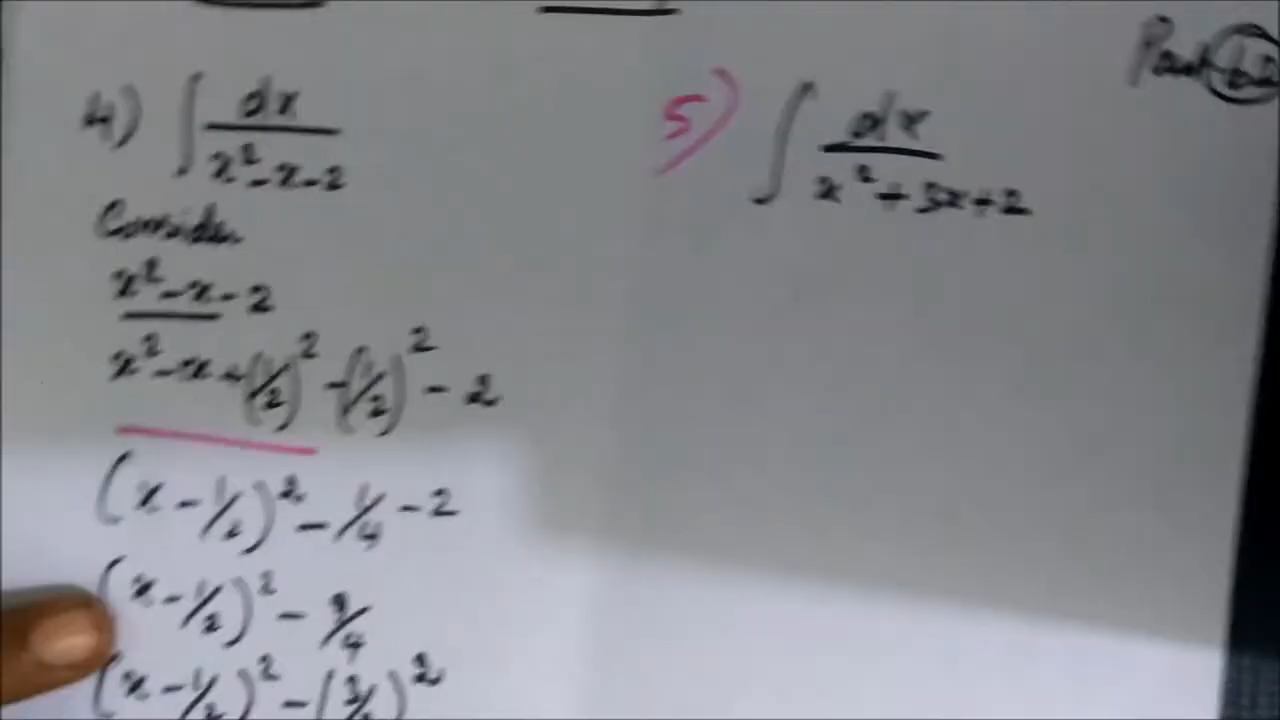 4) ∫ dx / x² - x - 2
Consider
x² - x - 2
x² - x + (1/2)² - (1/2)² - 2
(x - 1/2)² - 1/4 - 2
(x - 1/2)² - 9/4
(x - 1/2)² - (3/2)²
5) ∫ dx / x² + 3x + 2